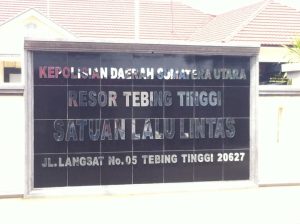 KEPOLISIAN DAERAH SUMATERA UTARA
RESOR TEBING TINGGI
SATUAN LALU LINTAS
JL. LANGSAT No. 05 TEBING TINGGI 20627